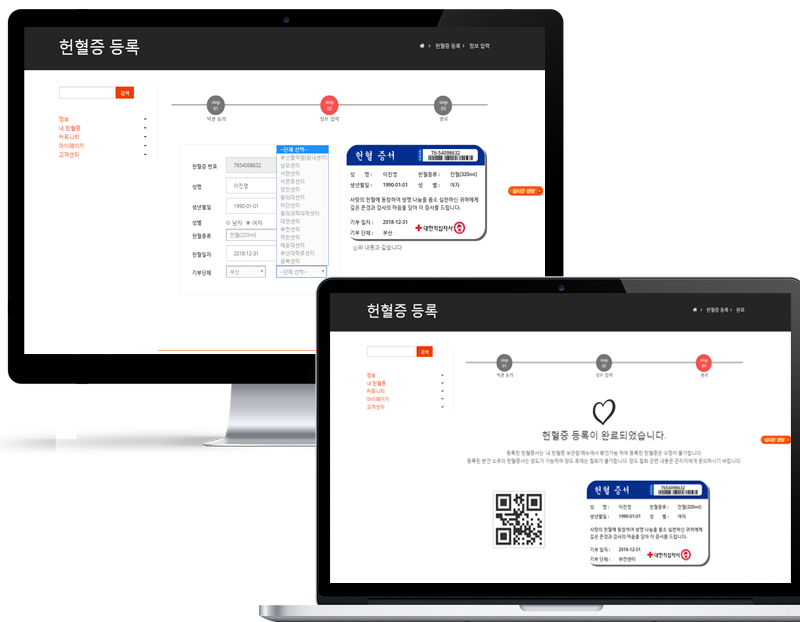 헌혈증 등록
헌혈증 등록 > 정보 입력
검색
정보
내 헌혈증
커뮤니티
마이페이지
고객센터
step 01
약관 동의
step 02
정보 입력
step 03
완료
헌혈증 번호 7654098632
성명 이진영
생년월일 1990-01-01
성별 남자 여자
헌혈종류 전혈(320ml)
헌혈일자 2018-12-31
기부단체 부산 --단체 선택--
--단체 선택--
부산혈액원(원내센터)
남포센터
서면센터
서면로센터
장전센터
동의대센터
하단센터
동의과학대학센터
대연센터
부전센터
덕천센터
해운대센터
부산대학로센터
헌혈 증서
76-54098632
성 명 : 이진영 헌혈종류 : 전혈(320ml)
생년월일 : 1990-01-01 성 별 : 여자
사랑의 헌혈에 동참하여 생명 나눔을 몸소 실천하신 귀하에게
깊은 존경과 감사의 마음을 담아 이 증서를 드립니다.
기부 일자 : 2018-12-31
기부 단체 : 부산
대한적십자사
위 내용과 같습니다.
실시간 상담
헌혈증 등록
헌혈증 등록 > 완료
검색
정보
내 헌혈증
커뮤니티
마이페이지
고객센터
step 01
약관 동의
step 02
정보 입력
step 03
완료
헌혈증 등록이 완료되었습니다.
등록된 헌혈증서는 '내 헌혈증 보관함'메뉴에서 확인가능 하며 등록한 헌혈증은 수정이 불가합니다.
등록된 본인 소유의 헌혈증서는 양도가 가능하며 양도 후에는 철회가 불가합니다. 양도 철회 관련 내용은 관리자에게 문의하시기 바랍니다.
헌혈 증서
7654098632
성 명 : 이진영 헌혈종류 : 전혈(320ml)
생년월일 : 1990-01-01 성 별 : 여자
사랑의 헌혈에 동참하여 생명 나눔을 몸소 실천하신 귀하에게
깊은 존경과 감사의 마음을 담아 이 증서를 드립니다.
기부 일자 : 2018-12-31
기부 단체 : 부전센터
대한적십자사
실시간 상담